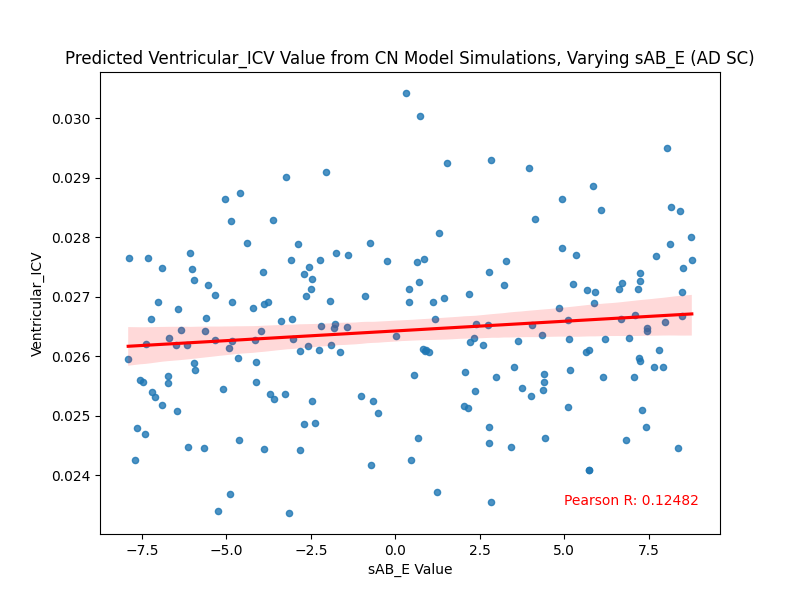 Predicted Ventricular_ICV Value from CN Model Simulations, Varying sAB_E (AD SC)
0.030
0.029
0.028
0.027
0.026
0.025
0.024
Ventricular_ICV
Pearson R: 0.12482
−7.5 −5.0 −2.5 0.0 2.5 5.0 7.5
sAB_E Value